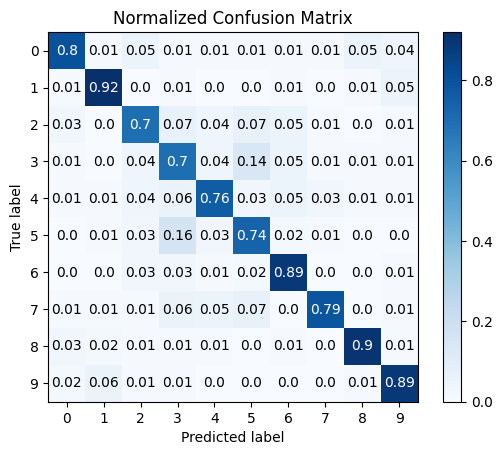 Normalized Confusion Matrix
0 0.8 0.01 0.05 0.01 0.01 0.01 0.01 0.01 0.05 0.04
1 0.01 0.92 0.0 0.01 0.0 0.0 0.01 0.0 0.01 0.05
2 0.03 0.0 0.7 0.07 0.04 0.07 0.05 0.01 0.0 0.01
3 0.01 0.0 0.04 0.7 0.04 0.14 0.05 0.01 0.01 0.01
4 0.01 0.01 0.04 0.06 0.76 0.03 0.05 0.03 0.01 0.01
5 0.0 0.01 0.03 0.16 0.03 0.74 0.02 0.01 0.0 0.0
6 0.0 0.0 0.03 0.03 0.01 0.02 0.89 0.0 0.0 0.01
7 0.01 0.01 0.01 0.06 0.05 0.07 0.0 0.79 0.0 0.01
8 0.03 0.02 0.01 0.01 0.01 0.0 0.01 0.0 0.9 0.01
9 0.02 0.06 0.01 0.01 0.0 0.0 0.0 0.01 0.01 0.89
0 1 2 3 4 5 6 7 8 9
Predicted label
True label
0.8
0.6
0.4
0.2
0.0